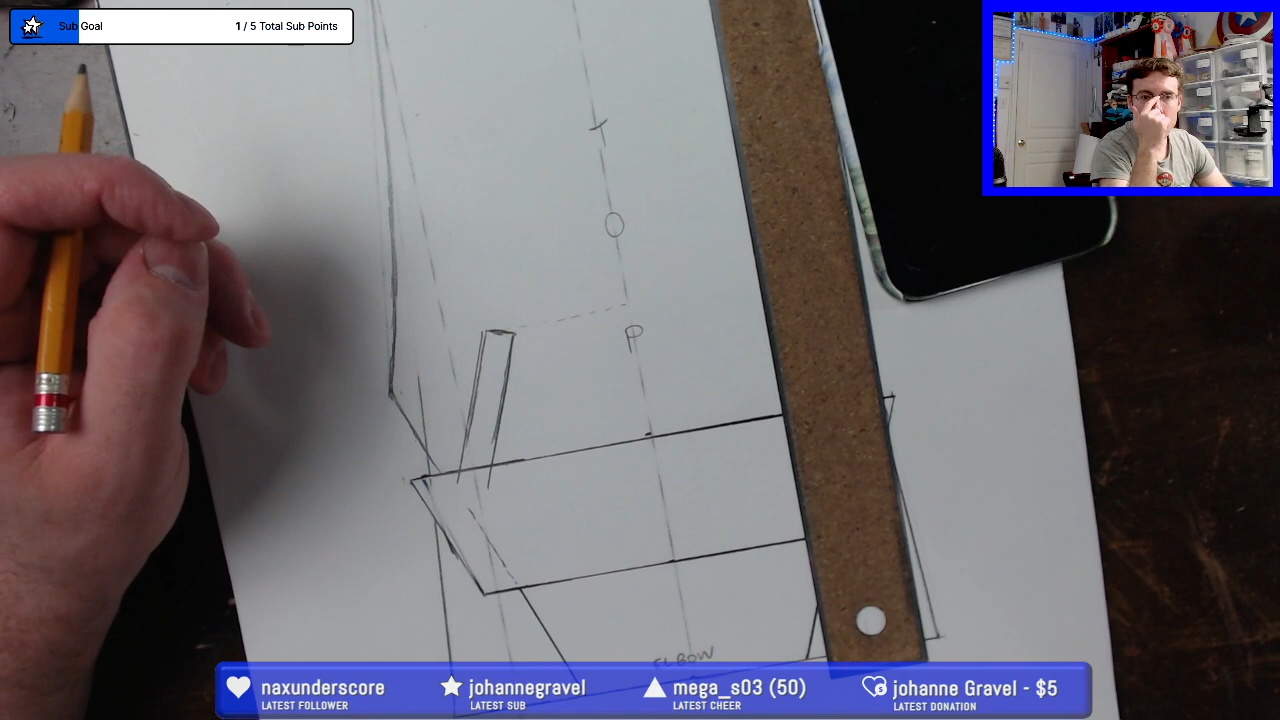 Sub Goal 1 / 5 Total Sub Points
O
P
ELBOW
naxunderscore johannegravel mega_s03 (50) johanne Gravel - $5
LATEST FOLLOWER LATEST SUB LATEST CHEER LATEST DONATION